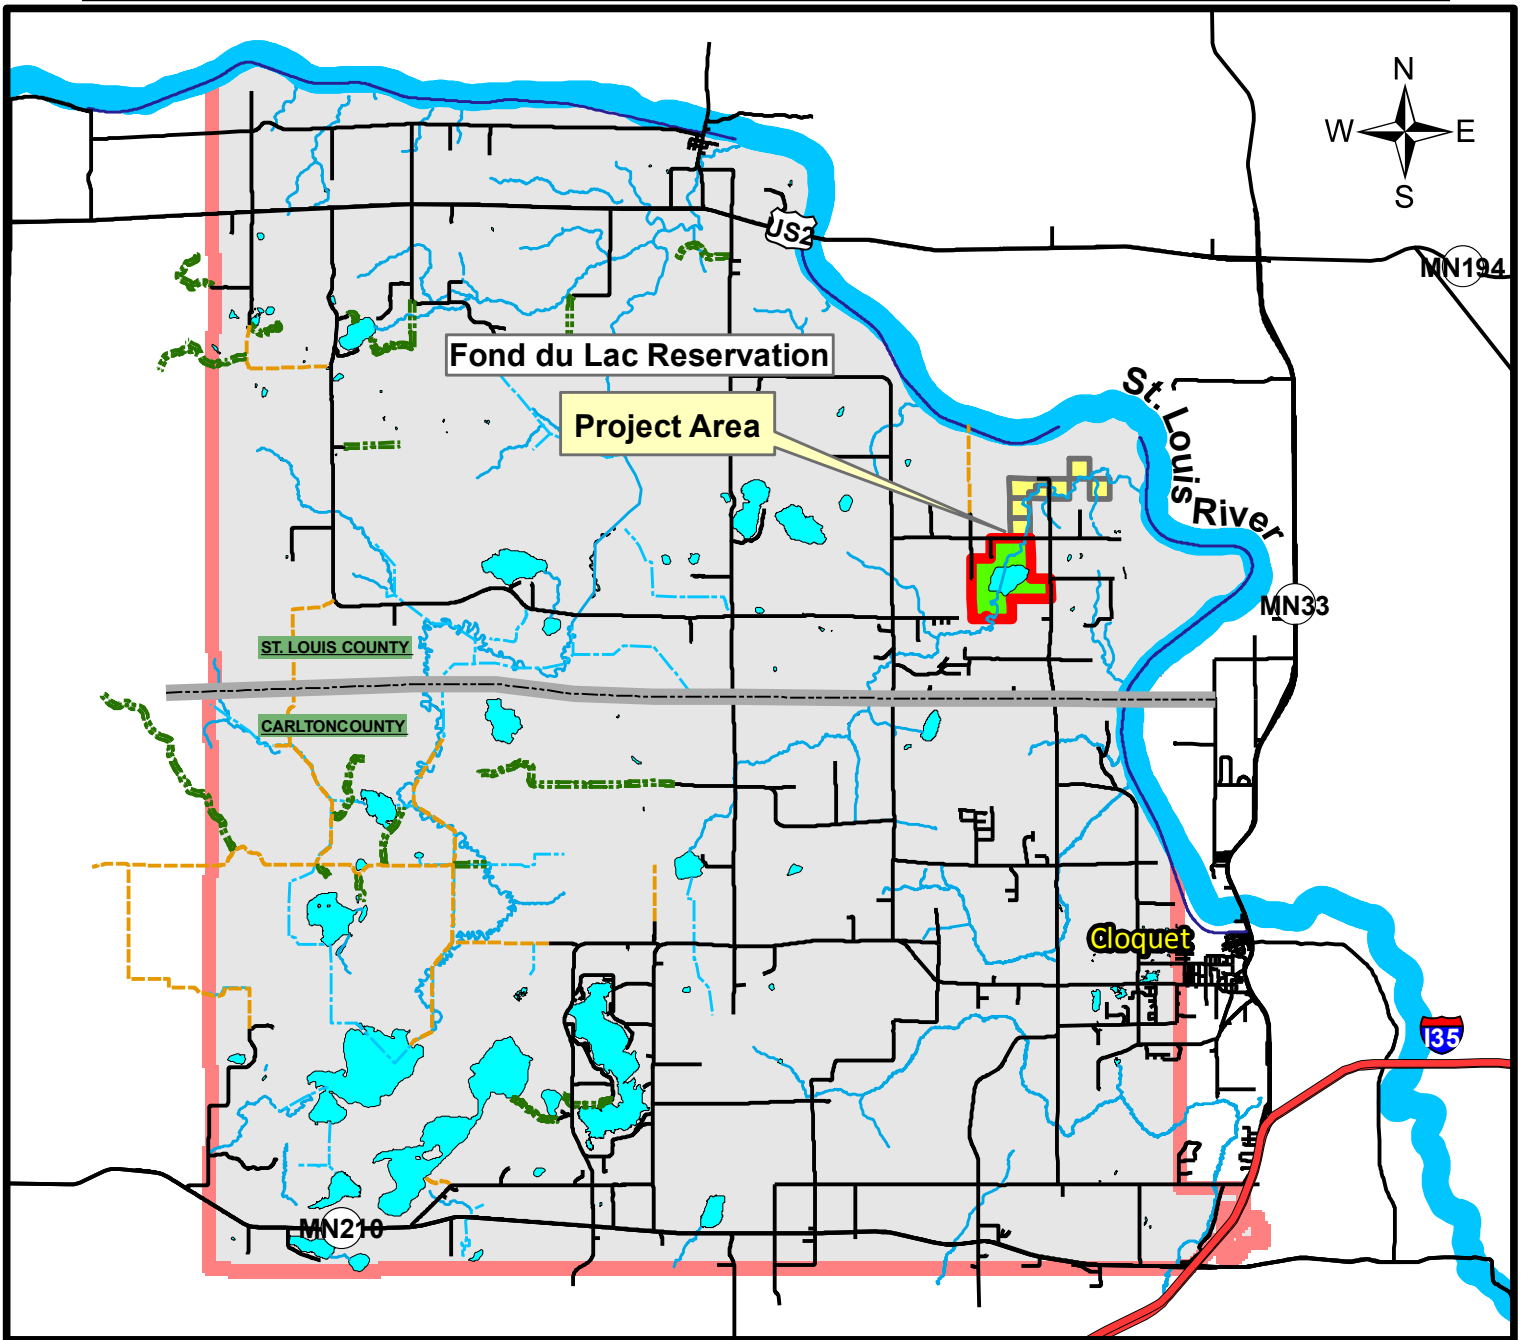 N
W E
S
US2
MN194
Fond du Lac Reservation
St. Louis River
Project Area
MN33
ST. LOUIS COUNTY
CARLTONCOUNTY
Cloquet
I35
MN210